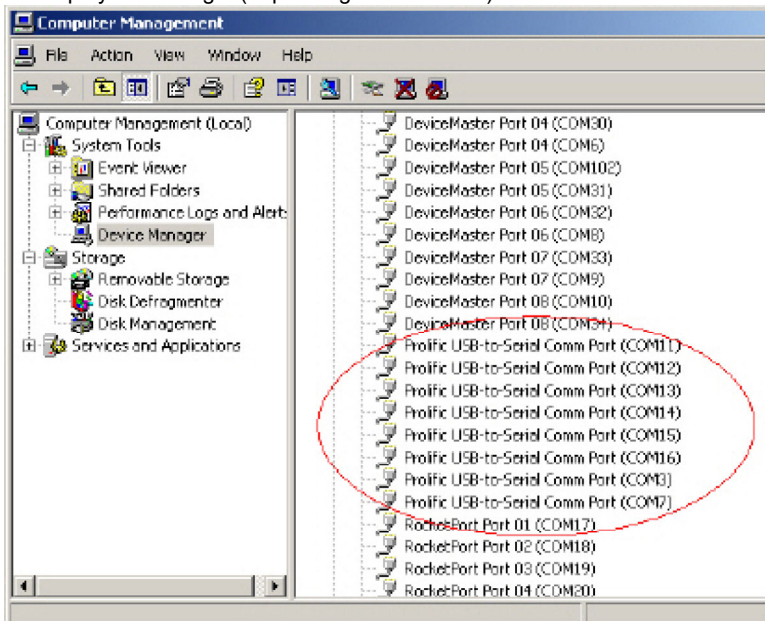 Computer Management
File Action View Window Help
Computer Management (Local)
System Tools
Event Viewer
Shared Folders
Performance Logs and Alert
Device Manager
Storage
Removable Storage
Disk Defragmenter
Disk Management
Services and Applications
DeviceMaster Port 04 (COM30)
DeviceMaster Port 04 (COM6)
DeviceMaster Port 05 (COM102)
DeviceMaster Port 05 (COM31)
DeviceMaster Port 06 (COM32)
DeviceMaster Port 06 (COM8)
DeviceMaster Port 07 (COM33)
DeviceMaster Port 07 (COM9)
DeviceMaster Port 08 (COM10)
DeviceMaster Port 08 (COM34)
Prolific USB-to-Serial Comm Port (COM11)
Prolific USB-to-Serial Comm Port (COM12)
Prolific USB-to-Serial Comm Port (COM13)
Prolific USB-to-Serial Comm Port (COM14)
Prolific USB-to-Serial Comm Port (COM15)
Prolific USB-to-Serial Comm Port (COM16)
Prolific USB-to-Serial Comm Port (COM3)
Prolific USB-to-Serial Comm Port (COM7)
RocketPort Port 01 (COM17)
RocketPort Port 02 (COM18)
RocketPort Port 03 (COM19)
RocketPort Port 04 (COM20)